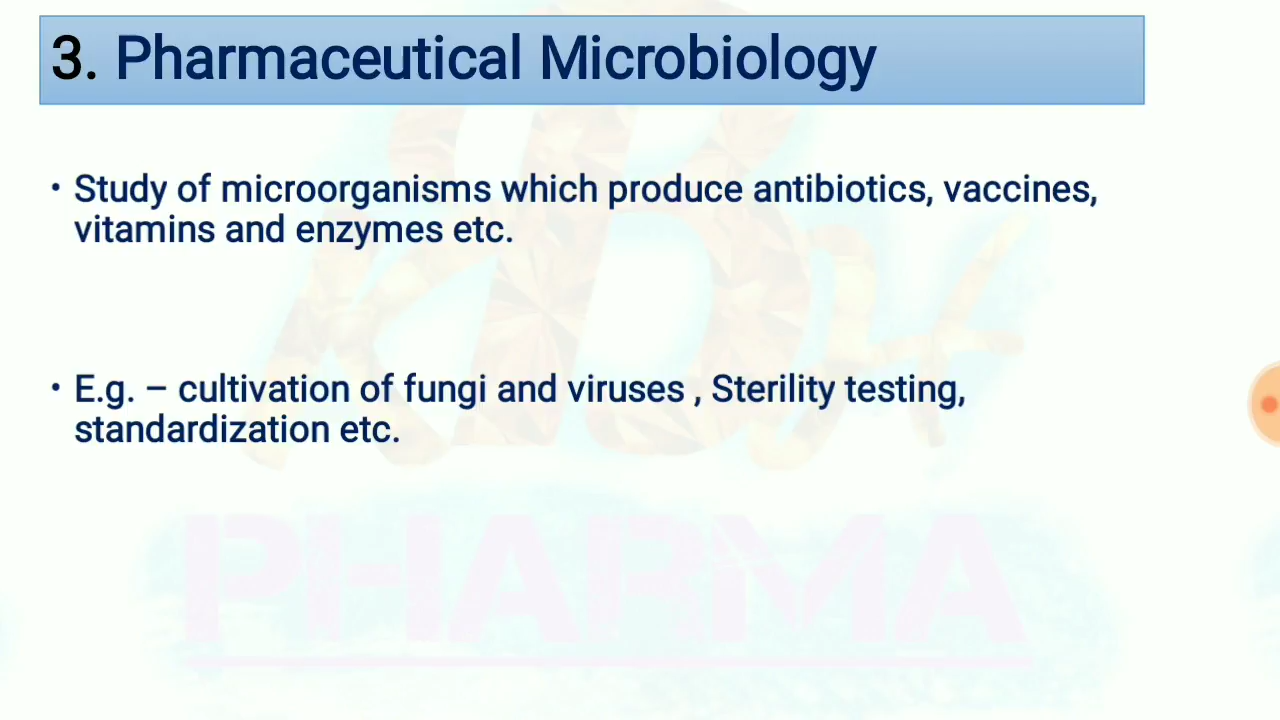 3. Pharmaceutical Microbiology
• Study of microorganisms which produce antibiotics, vaccines,
vitamins and enzymes etc.
• E.g. – cultivation of fungi and viruses , Sterility testing,
standardization etc.
PHARMA